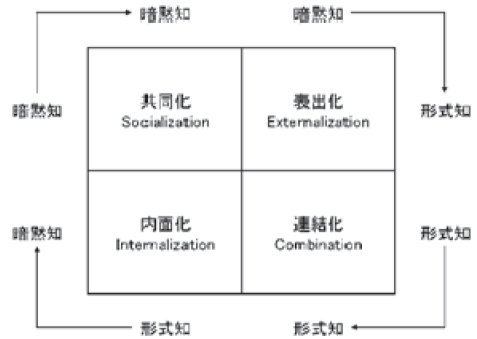 暗黙知 暗黙知
暗黙知 共同化 表出化 形式知
Socialization Externalization
暗黙知 内面化 連結化 形式知
Internalization Combination
形式知 形式知